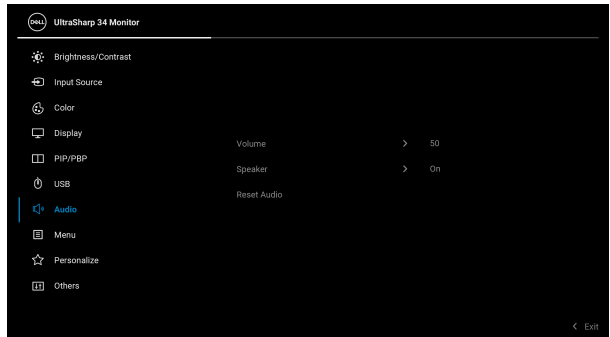 DELL UltraSharp 34 Monitor
Brightness/Contrast
Input Source
Color
Display
PIP/PBP
USB
Audio
Menu
Personalize
Others
Volume > 50
Speaker > On
Reset Audio
< Exit